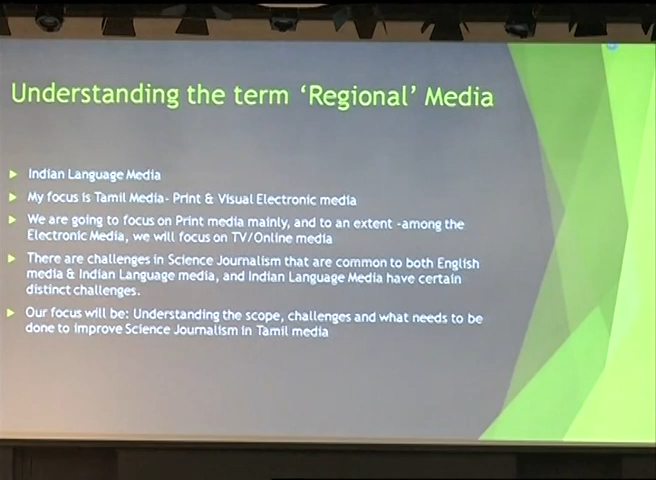 Understanding the term ‘Regional’ Media
Indian Language Media
My focus is Tamil Media- Print & Visual Electronic media
We are going to focus on Print media mainly, and to an extent -among the
Electronic Media, we will focus on TV/Online media
There are challenges in Science Journalism that are common to both English
media & Indian Language media, and Indian Language Media have certain
distinct challenges.
Our focus will be: Understanding the scope, challenges and what needs to be
done to improve Science Journalism in Tamil media